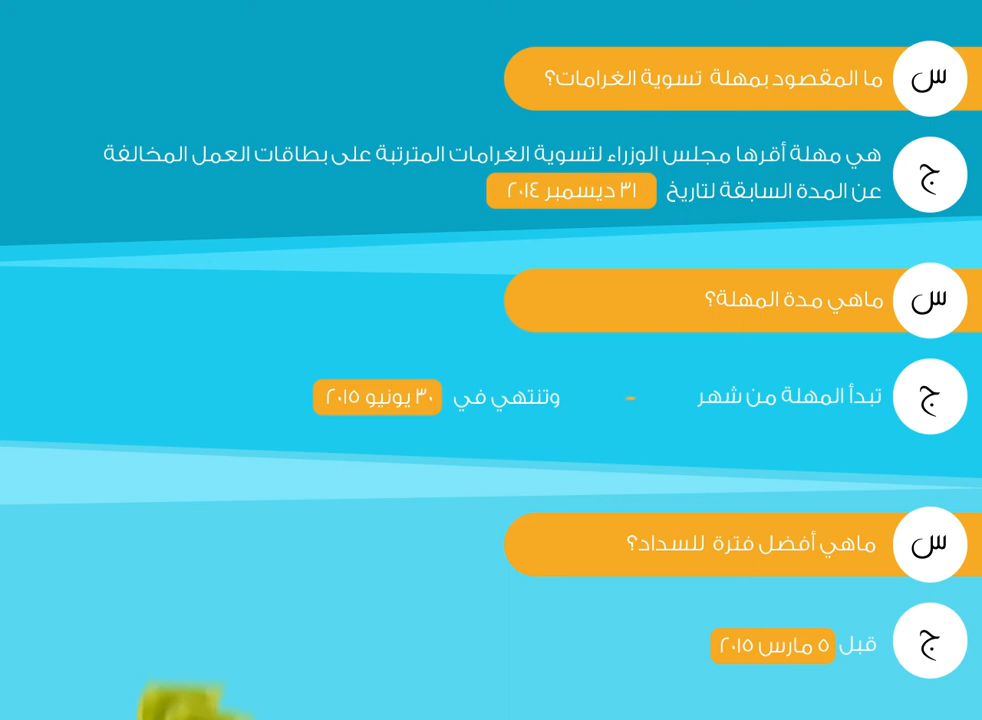 س
ما المقصود بمهلة تسوية الغرامات؟
ج
هي مهلة أقرها مجلس الوزراء لتسوية الغرامات المترتبة على بطاقات العمل المخالفة
عن المدة السابقة لتاريخ ٣١ ديسمبر ٢٠١٤
س
ماهي مدة المهلة؟
ج
تبدأ المهلة من شهر - وتنتهي في ٣٠ يونيو ٢٠١٥
س
ماهي أفضل فترة للسداد؟
ج
قبل ٥ مارس ٢٠١٥